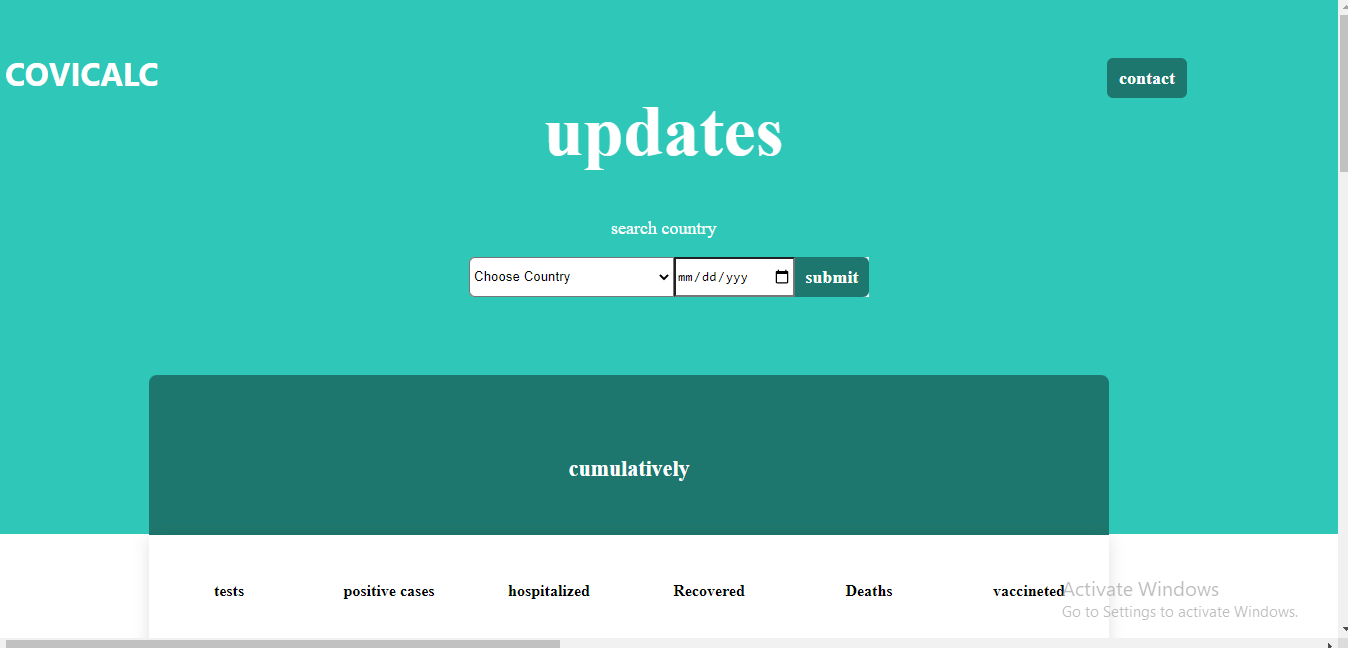 COVICALC
contact
updates
search country
Choose Country
mm/dd/yyy
submit
cumulatively
tests positive cases hospitalized Recovered Deaths vaccineted
Activate Windows
Go to Settings to activate Windows.